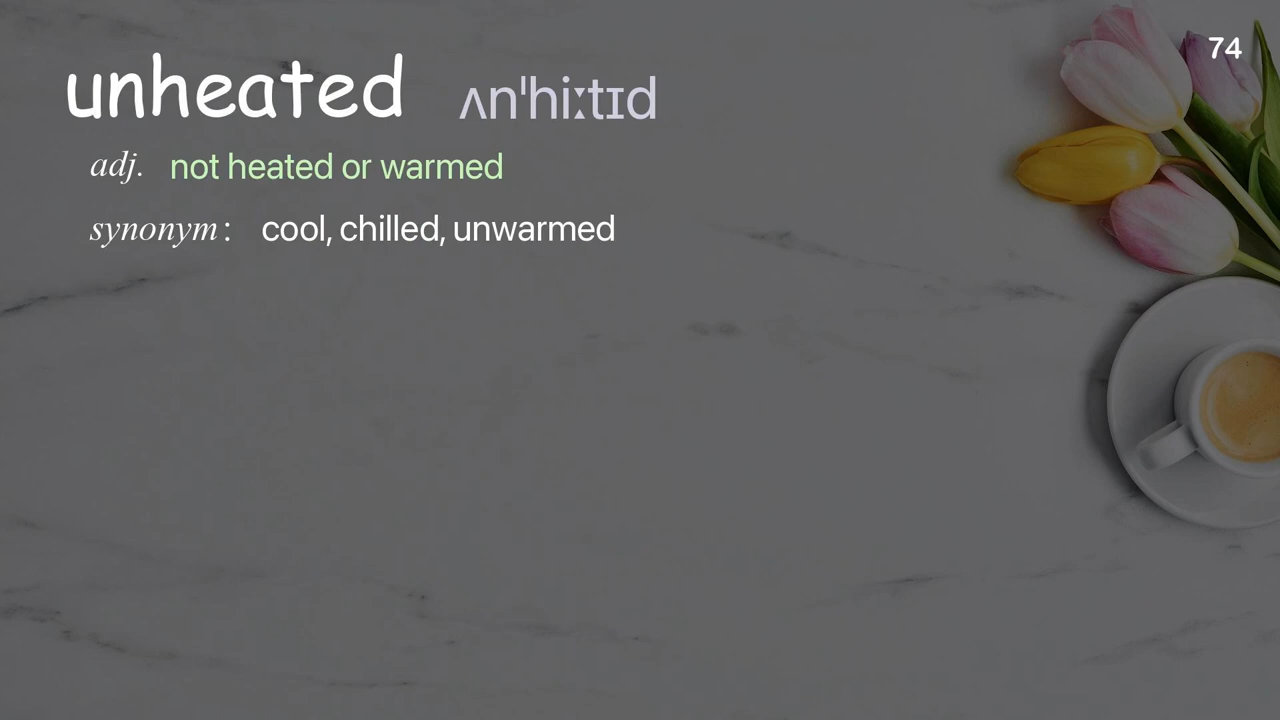 74
unheated ʌnˈhiːtɪd
adj. not heated or warmed
synonym : cool, chilled, unwarmed